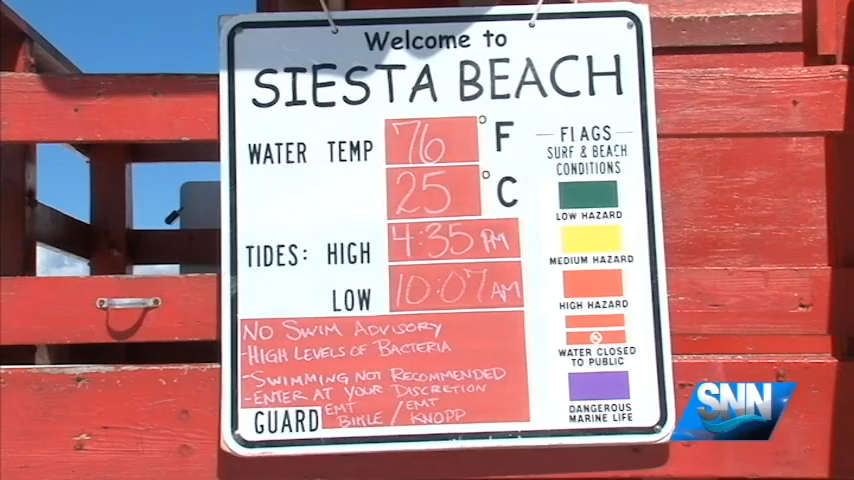 Welcome to
SIESTA BEACH
WATER TEMP 76 °F
25 °C
TIDES: HIGH 4:35 PM
LOW 10:07 AM
NO SWIM ADVISORY
-HIGH LEVELS OF BACTERIA
-SWIMMING NOT RECOMMENDED
-ENTER AT YOUR DISCRETION
GUARD EMT BIKLE / EMT KNOPP
FLAGS
SURF & BEACH
CONDITIONS
LOW HAZARD
MEDIUM HAZARD
HIGH HAZARD
WATER CLOSED
TO PUBLIC
DANGEROUS
MARINE LIFE
SNN